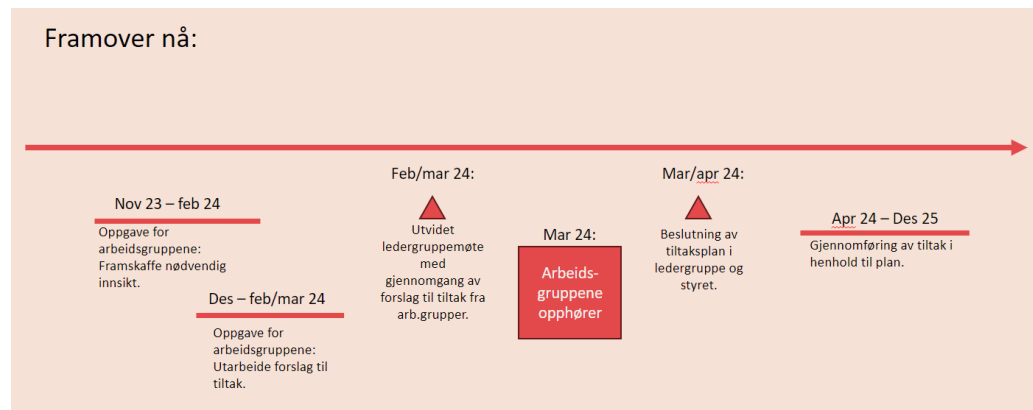 Framover nå:
Nov 23 – feb 24
Oppgave for
arbeidsgruppene:
Framskaffe nødvendig
innsikt.
Des – feb/mar 24
Oppgave for
arbeidsgruppene:
Utarbeide forslag til
tiltak.
Feb/mar 24:
Utvidet
ledergruppemøte
med
gjennomgang av
forslag til tiltak fra
arb.grupper.
Mar 24:
Arbeids-
gruppene
opphører
Mar/apr 24:
Beslutning av
tiltaksplan i
ledergruppe og
styret.
Apr 24 – Des 25
Gjennomføring av tiltak i
henhold til plan.